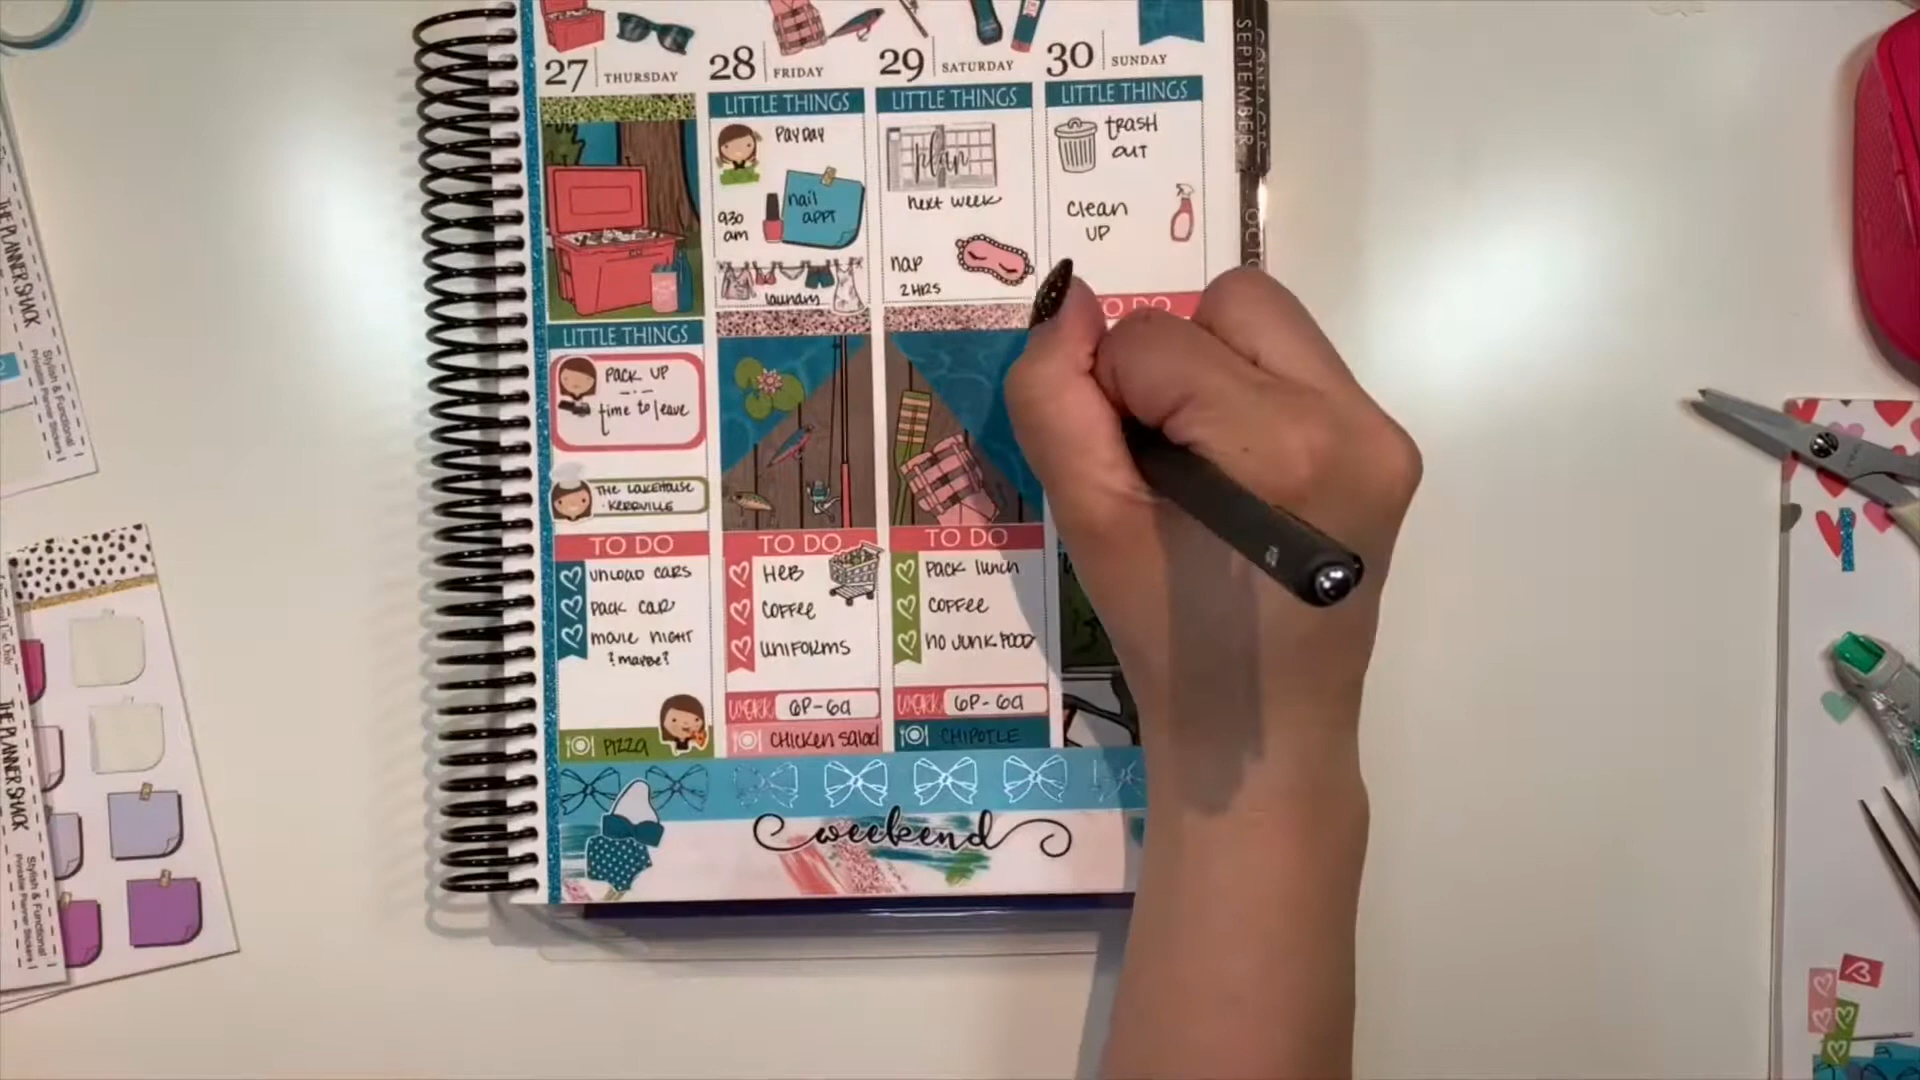 27 THURSDAY
28 FRIDAY
29 SATURDAY
30 SUNDAY
LITTLE THINGS
PACK UP
time to leave
THE LAKEHOUSE
KERRVILLE
TO DO
UNLOAD CARS
PACK CAR
MOVIE NIGHT
? maybe?
PIZZA
LITTLE THINGS
PAYDAY
930
am
nail
APPT
laundry
TO DO
HEB
COFFEE
UNIFORMS
WORK 6P-6a
CHICKEN Salad
LITTLE THINGS
plan
next week
NAP
2 HRS
TO DO
PACK lunch
COFFEE
NO JUNK FOOD
WORK 6P-6a
CHIPOTLE
LITTLE THINGS
TRASH
OUT
Clean
UP
TO DO
weekend
CONTACTS
SEPTEMBER
OCTO
THE PLANNER SHACK
Stylish & Functional
Printable Planner Stickers
THE PLANNER SHACK
Stylish & Functional
Printable Planner Stickers